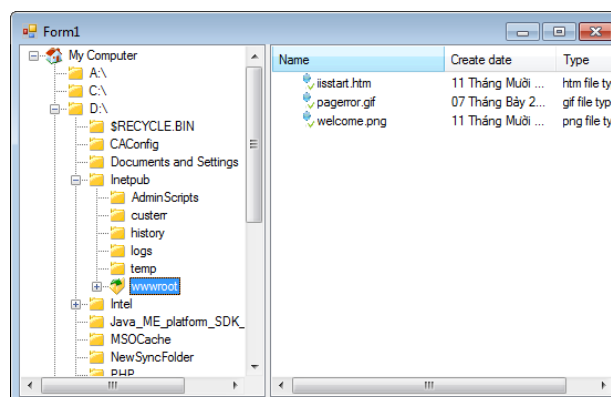 Form1
My Computer
A:\
C:\
D:\
$RECYCLE.BIN
CAConfig
Documents and Settings
Inetpub
AdminScripts
custerr
history
logs
temp
wwwroot
Intel
Java_ME_platform_SDK_
MSOCache
NewSyncFolder
PHP
Name Create date Type
iisstart.htm 11 Tháng Mười ... htm file ty
pagerror.gif 07 Tháng Bảy 2... gif file typ
welcome.png 11 Tháng Mười ... png file ty